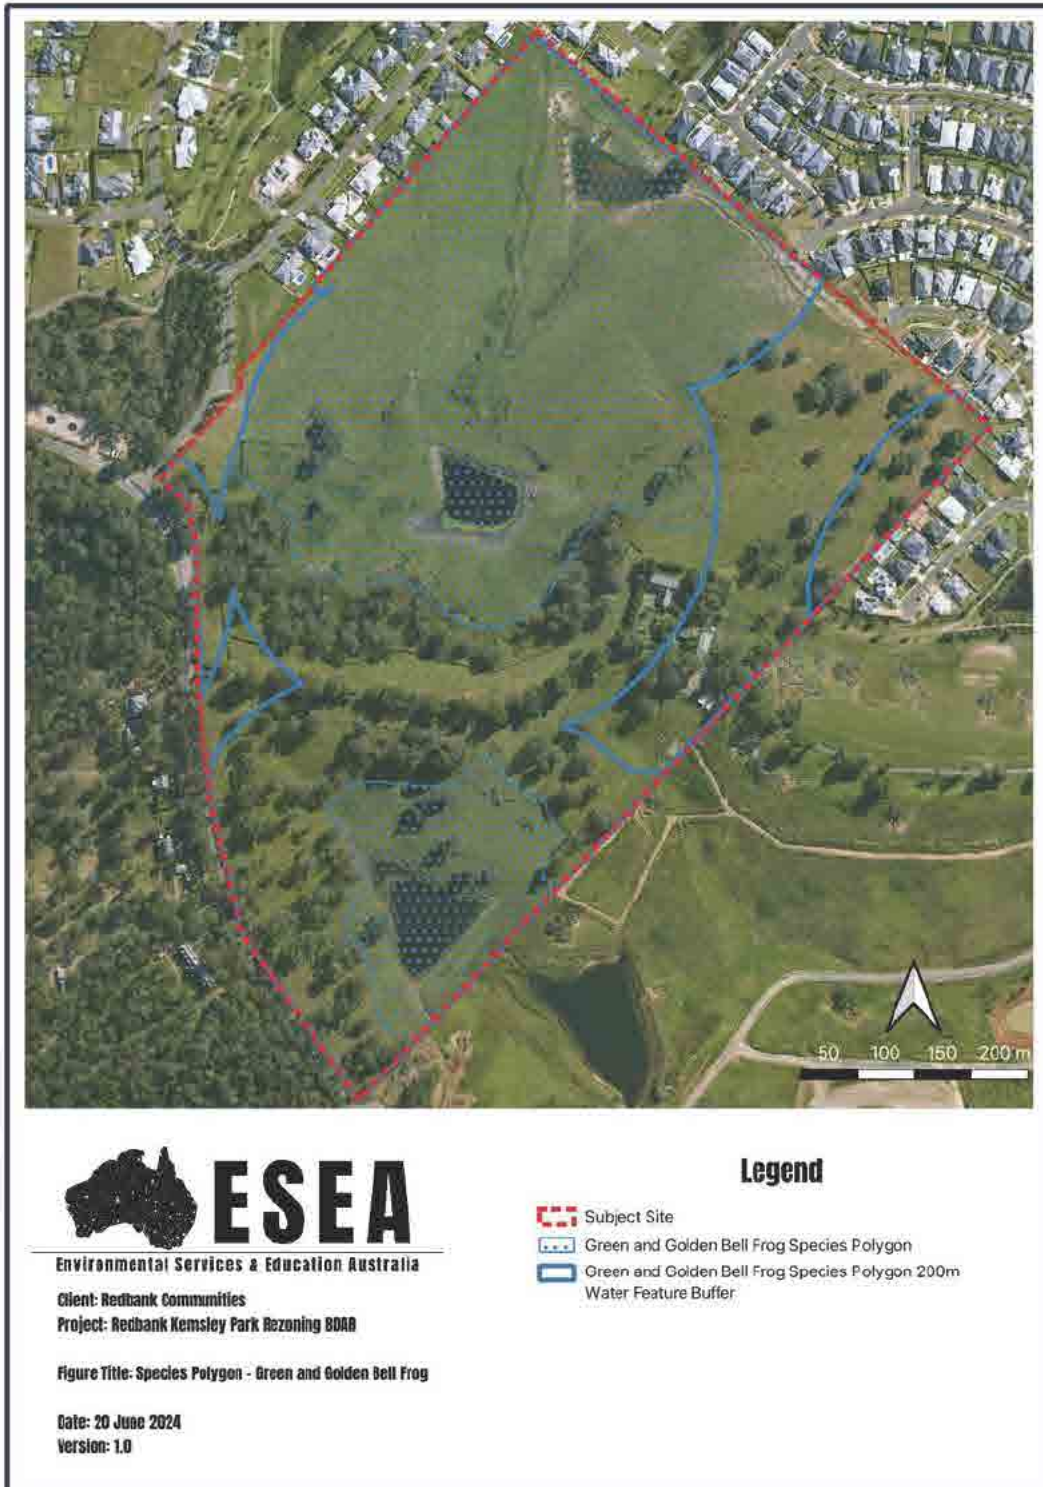 50 100 150 200 m
ESEA
Environmental Services & Education Australia
Client: Redbank Communities
Project: Redbank Kemsley Park Rezoning BDAR
Figure Title: Species Polygon - Green and Golden Bell Frog
Date: 20 June 2024
Version: 1.0
Legend
Subject Site
Green and Golden Bell Frog Species Polygon
Green and Golden Bell Frog Species Polygon 200m
Water Feature Buffer